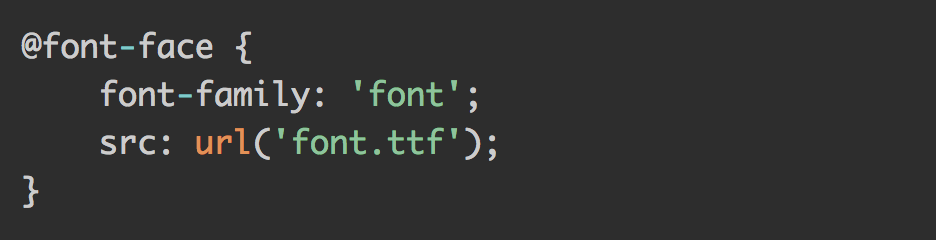 @font-face {
    font-family: 'font';
    src: url('font.ttf');
}